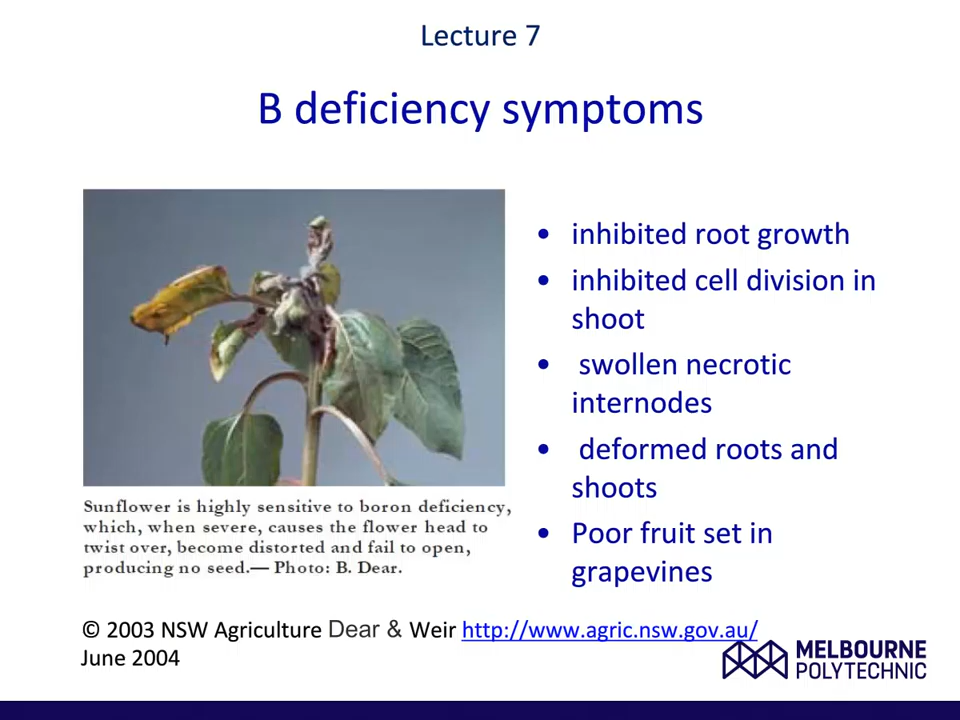 Lecture 7
B deficiency symptoms
• inhibited root growth
• inhibited cell division in
shoot
• swollen necrotic
internodes
• deformed roots and
shoots
• Poor fruit set in
grapevines
Sunflower is highly sensitive to boron deficiency,
which, when severe, causes the flower head to
twist over, become distorted and fail to open,
producing no seed.— Photo: B. Dear.
© 2003 NSW Agriculture Dear & Weir http://www.agric.nsw.gov.au/
June 2004
MELBOURNE
POLYTECHNIC